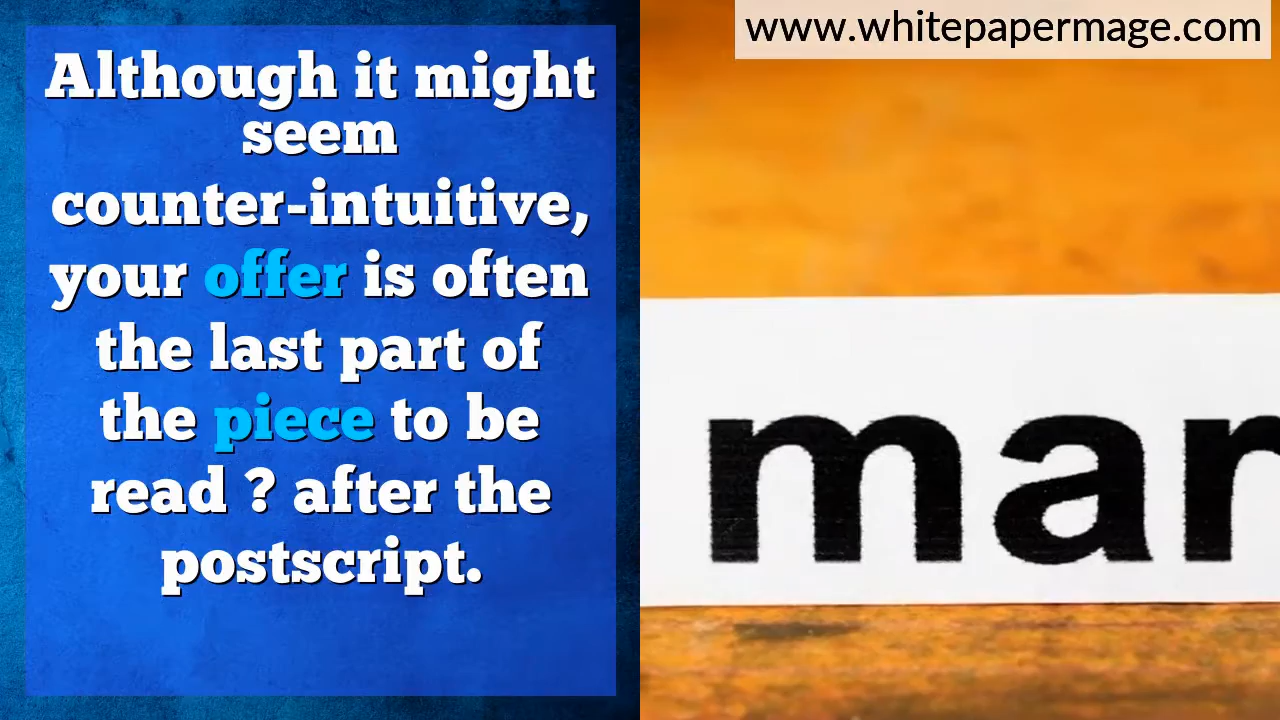 Although it might
seem
counter-intuitive,
your offer is often
the last part of
the piece to be
read ? after the
postscript.
www.whitepapermage.com
mar